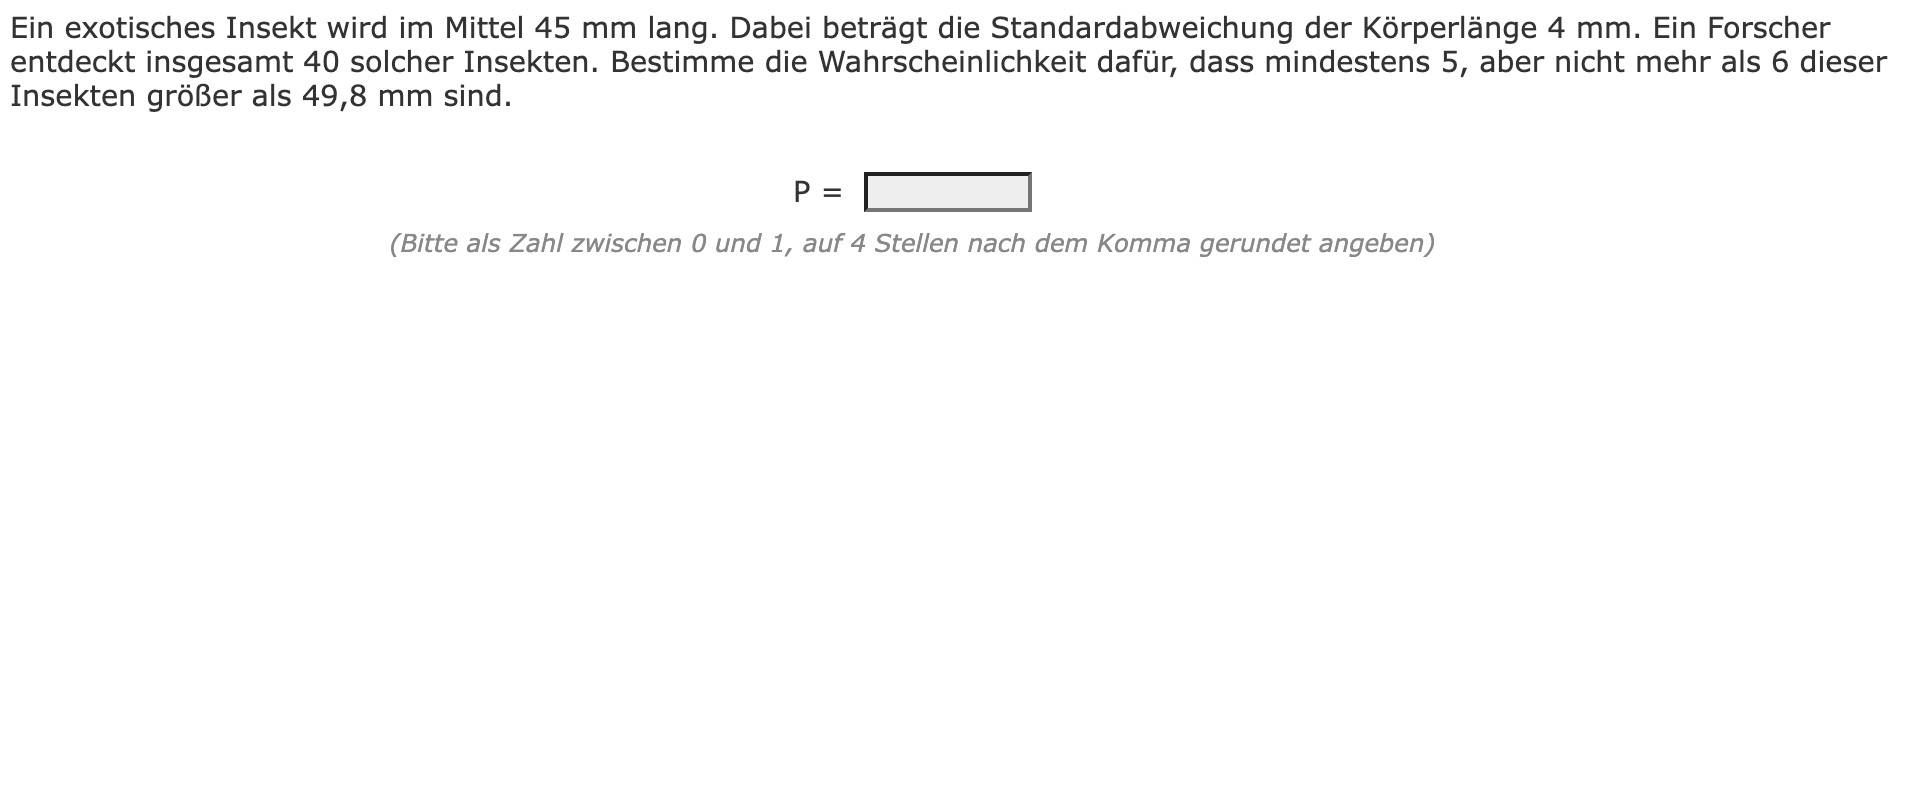 Ein exotisches Insekt wird im Mittel 45 mm lang. Dabei beträgt die Standardabweichung der Körperlänge 4 mm. Ein Forscher
entdeckt insgesamt 40 solcher Insekten. Bestimme die Wahrscheinlichkeit dafür, dass mindestens 5, aber nicht mehr als 6 dieser
Insekten größer als 49,8 mm sind.
P =
(Bitte als Zahl zwischen 0 und 1, auf 4 Stellen nach dem Komma gerundet angeben)